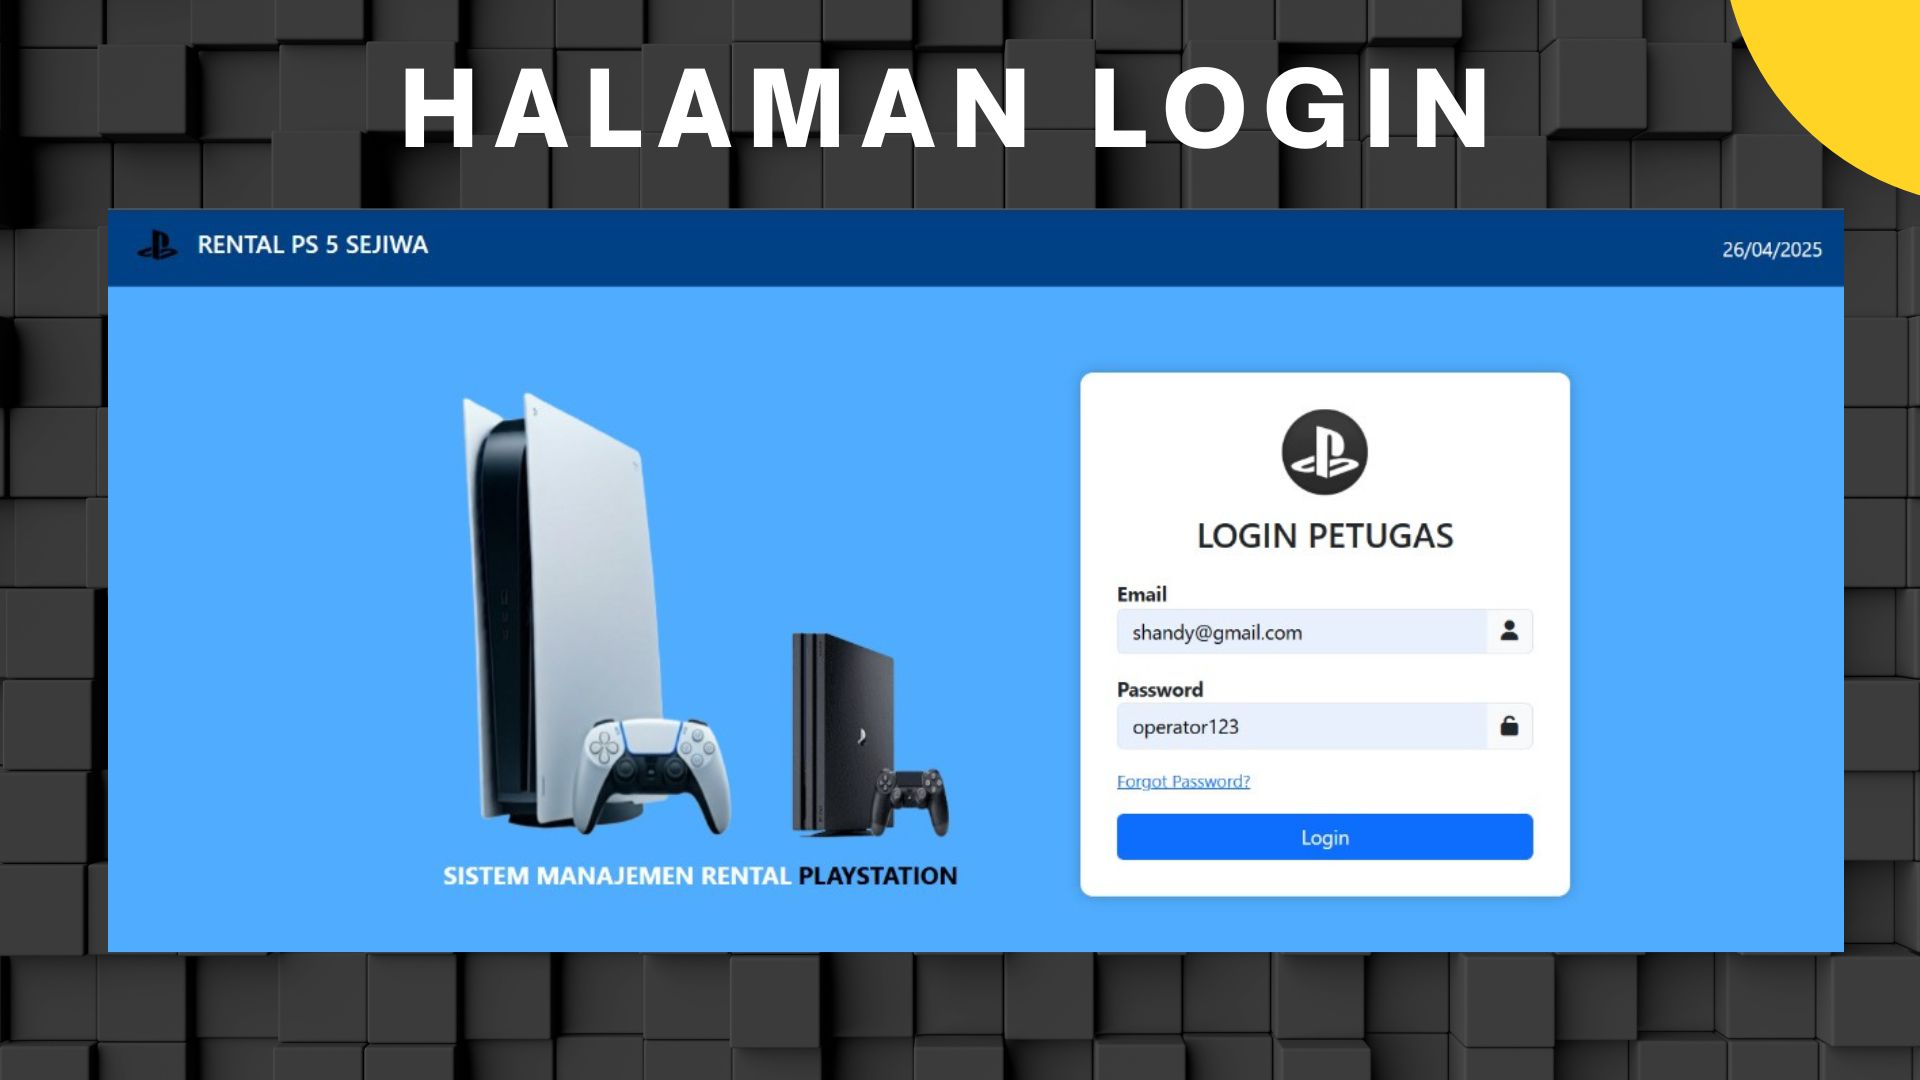 HALAMAN LOGIN
RENTAL PS 5 SEJIWA
26/04/2025
LOGIN PETUGAS
Email
shandy@gmail.com
Password
operator123
Forgot Password?
Login
SISTEM MANAJEMEN RENTAL PLAYSTATION